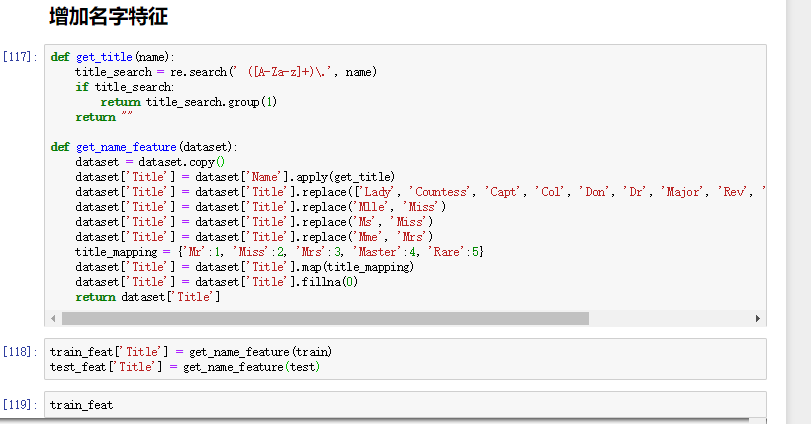 增加名字特征
[117]:
def get_title(name):
    title_search = re.search(' ([A-Za-z]+)\.', name)
    if title_search:
        return title_search.group(1)
    return ""
def get_name_feature(dataset):
    dataset = dataset.copy()
    dataset['Title'] = dataset['Name'].apply(get_title)
    dataset['Title'] = dataset['Title'].replace(['Lady', 'Countess', 'Capt', 'Col', 'Don', 'Dr', 'Major', 'Rev', '
    dataset['Title'] = dataset['Title'].replace('Mlle', 'Miss')
    dataset['Title'] = dataset['Title'].replace('Ms', 'Miss')
    dataset['Title'] = dataset['Title'].replace('Mme', 'Mrs')
    title_mapping = {'Mr':1, 'Miss':2, 'Mrs':3, 'Master':4, 'Rare':5}
    dataset['Title'] = dataset['Title'].map(title_mapping)
    dataset['Title'] = dataset['Title'].fillna(0)
    return dataset['Title']
[118]:
train_feat['Title'] = get_name_feature(train)
test_feat['Title'] = get_name_feature(test)
[119]:
train_feat